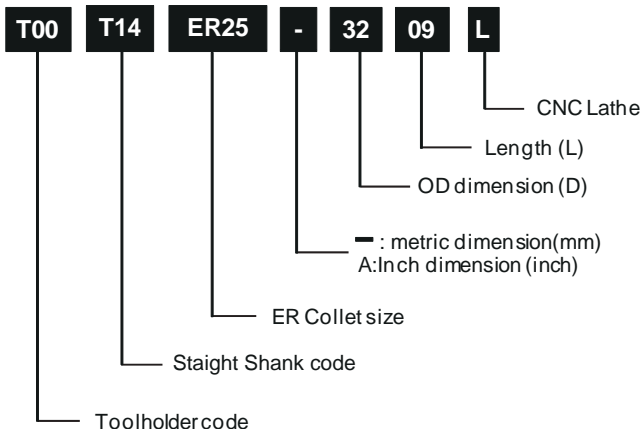 T00 T14 ER25 - 32 09 L
CNC Lathe
Length (L)
OD dimension (D)
- : metric dimension(mm)
A:Inch dimension (inch)
ER Collet size
Staight Shank code
Toolholder code